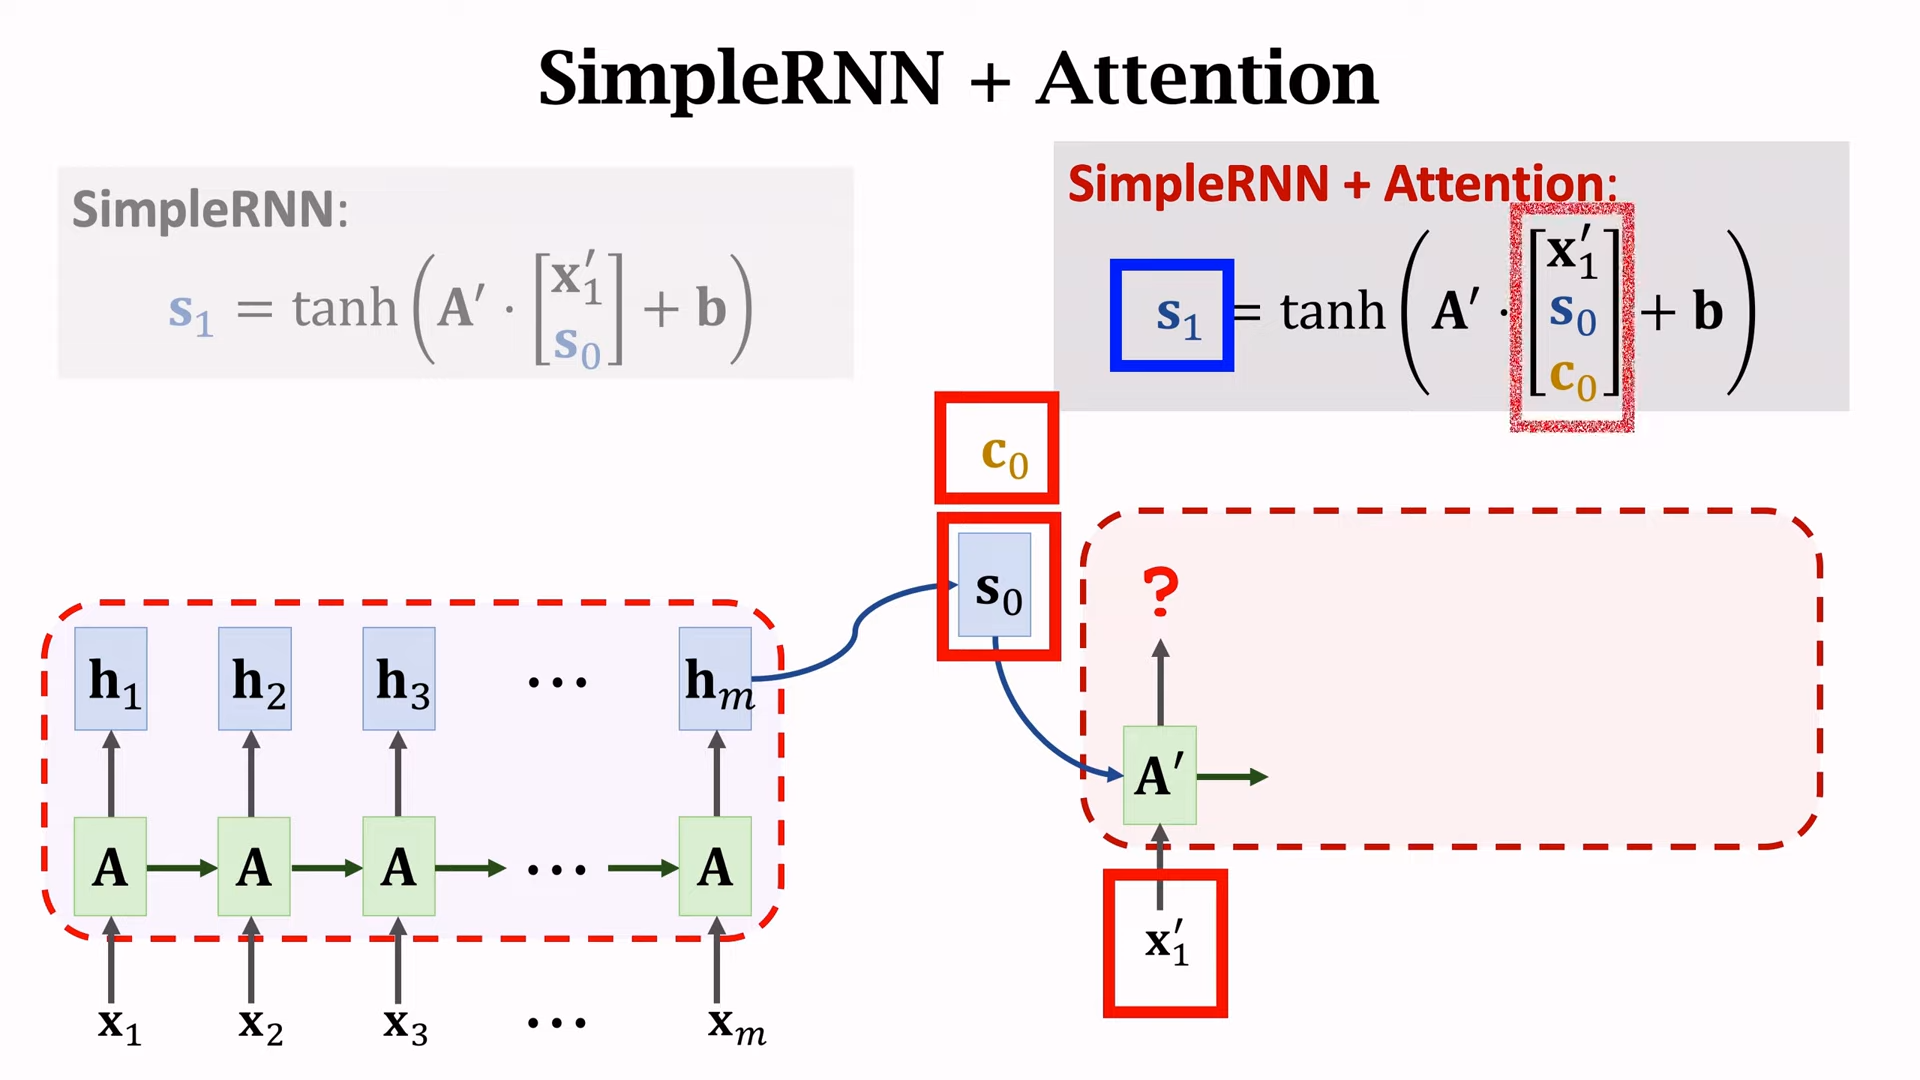 SimpleRNN + Attention
SimpleRNN:
s₁ = tanh(A′ · [x′₁ s₀] + b)
SimpleRNN + Attention:
s₁ = tanh(A′ · [x′₁ s₀ c₀] + b)
c₀
s₀
?
h₁ h₂ h₃ ⋯ hₘ
A′
A A A ⋯ A
x′₁
x₁ x₂ x₃ ⋯ xₘ